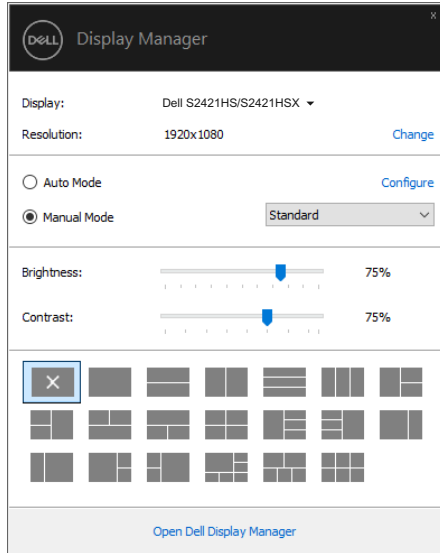 x
DELL Display Manager
Display: Dell S2421HS/S2421HSX
Resolution: 1920x1080 Change
Auto Mode Configure
Manual Mode Standard
Brightness: 75%
Contrast: 75%
Open Dell Display Manager